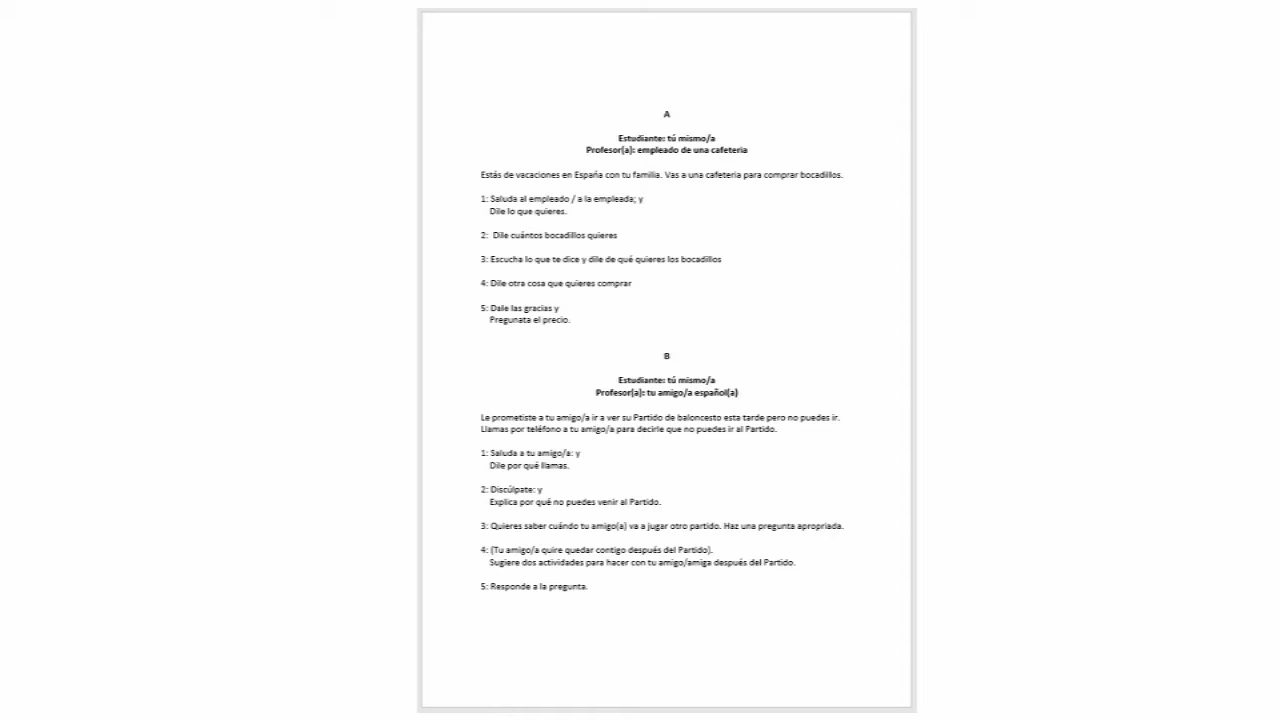 A
Estudiante: tú mismo/a
Profesor(a): empleado de una cafeteria
Estás de vacaciones en España con tu familia. Vas a una cafeteria para comprar bocadillos.
1: Saluda al empleado / a la empleada; y
Dile lo que quieres.
2: Dile cuántos bocadillos quieres
3: Escucha lo que te dice y dile de qué quieres los bocadillos
4: Dile otra cosa que quieres comprar
5: Dale las gracias y
Pregunata el precio.
B
Estudiante: tú mismo/a
Profesor(a): tu amigo/a español(a)
Le prometiste a tu amigo/a ir a ver su Partido de baloncesto esta tarde pero no puedes ir.
Llamas por teléfono a tu amigo/a para decirle que no puedes ir al Partido.
1: Saluda a tu amigo/a: y
Dile por qué llamas.
2: Discúlpate: y
Explica por qué no puedes venir al Partido.
3: Quieres saber cuándo tu amigo(a) va a jugar otro partido. Haz una pregunta apropriada.
4: (Tu amigo/a quire quedar contigo después del Partido).
Sugiere dos actividades para hacer con tu amigo/amiga después del Partido.
5: Responde a la pregunta.